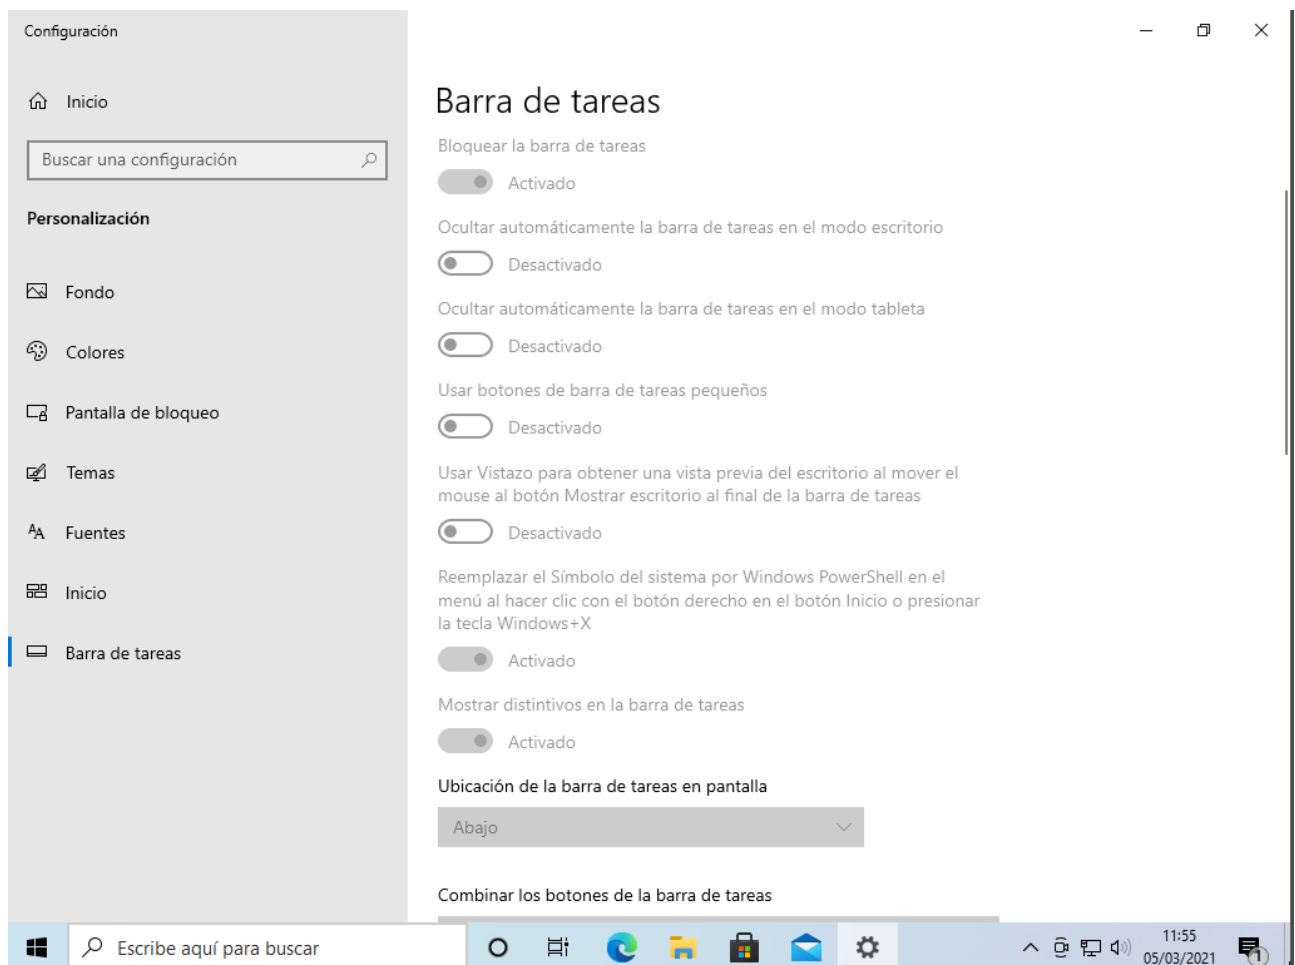 Configuración
Inicio
Buscar una configuración
Personalización
Fondo
Colores
Pantalla de bloqueo
Temas
Fuentes
Inicio
Barra de tareas
Barra de tareas
Bloquear la barra de tareas
Activado
Ocultar automáticamente la barra de tareas en el modo escritorio
Desactivado
Ocultar automáticamente la barra de tareas en el modo tableta
Desactivado
Usar botones de barra de tareas pequeños
Desactivado
Usar Vistazo para obtener una vista previa del escritorio al mover el
mouse al botón Mostrar escritorio al final de la barra de tareas
Desactivado
Reemplazar el Símbolo del sistema por Windows PowerShell en el
menú al hacer clic con el botón derecho en el botón Inicio o presionar
la tecla Windows+X
Activado
Mostrar distintivos en la barra de tareas
Activado
Ubicación de la barra de tareas en pantalla
Abajo
Combinar los botones de la barra de tareas
Escribe aquí para buscar
11:55
05/03/2021
1